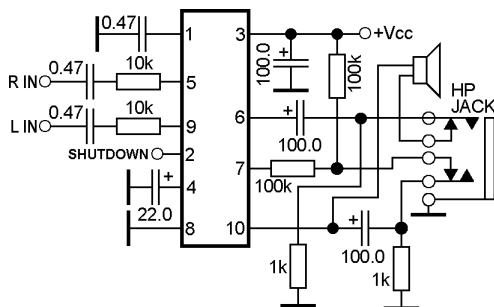 0.47
1
3
+Vcc
100.0
+
100k
0.47
10k
R IN
5
HP
JACK
0.47
10k
L IN
9
6
+
100.0
SHUTDOWN
2
7
100k
4
+
22.0
8
10
+
100.0
1k
1k